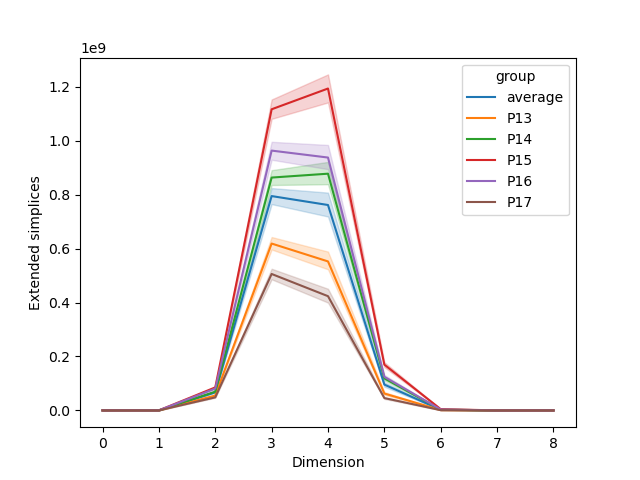 1e9
1.2
1.0
0.8
0.6
0.4
0.2
0.0
Extended simplices
group
average
P13
P14
P15
P16
P17
0 1 2 3 4 5 6 7 8
Dimension